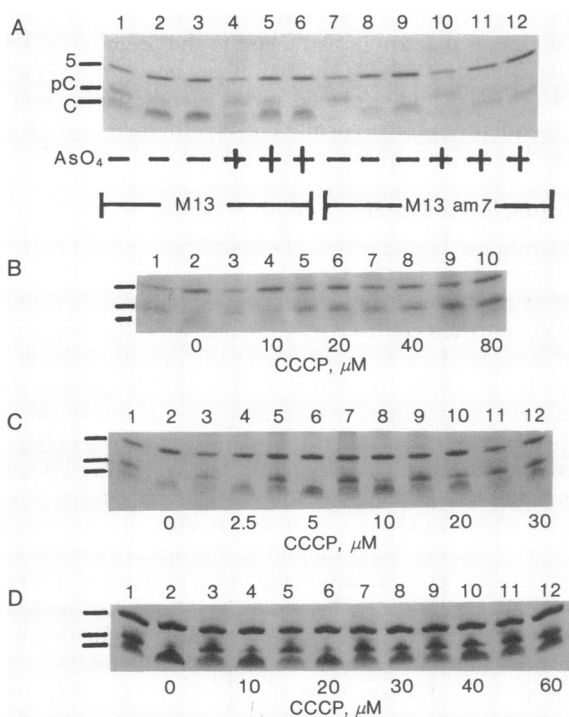 A
1 2 3 4 5 6 7 8 9 10 11 12
5
pC
C
AsO₄ − − − + + + − − − + + +
M13 M13 am7
B
1 2 3 4 5 6 7 8 9 10
0 10 20 40 80
CCCP, μM
C
1 2 3 4 5 6 7 8 9 10 11 12
0 2.5 5 10 20 30
CCCP, μM
D
1 2 3 4 5 6 7 8 9 10 11 12
0 10 20 30 40 60
CCCP, μM